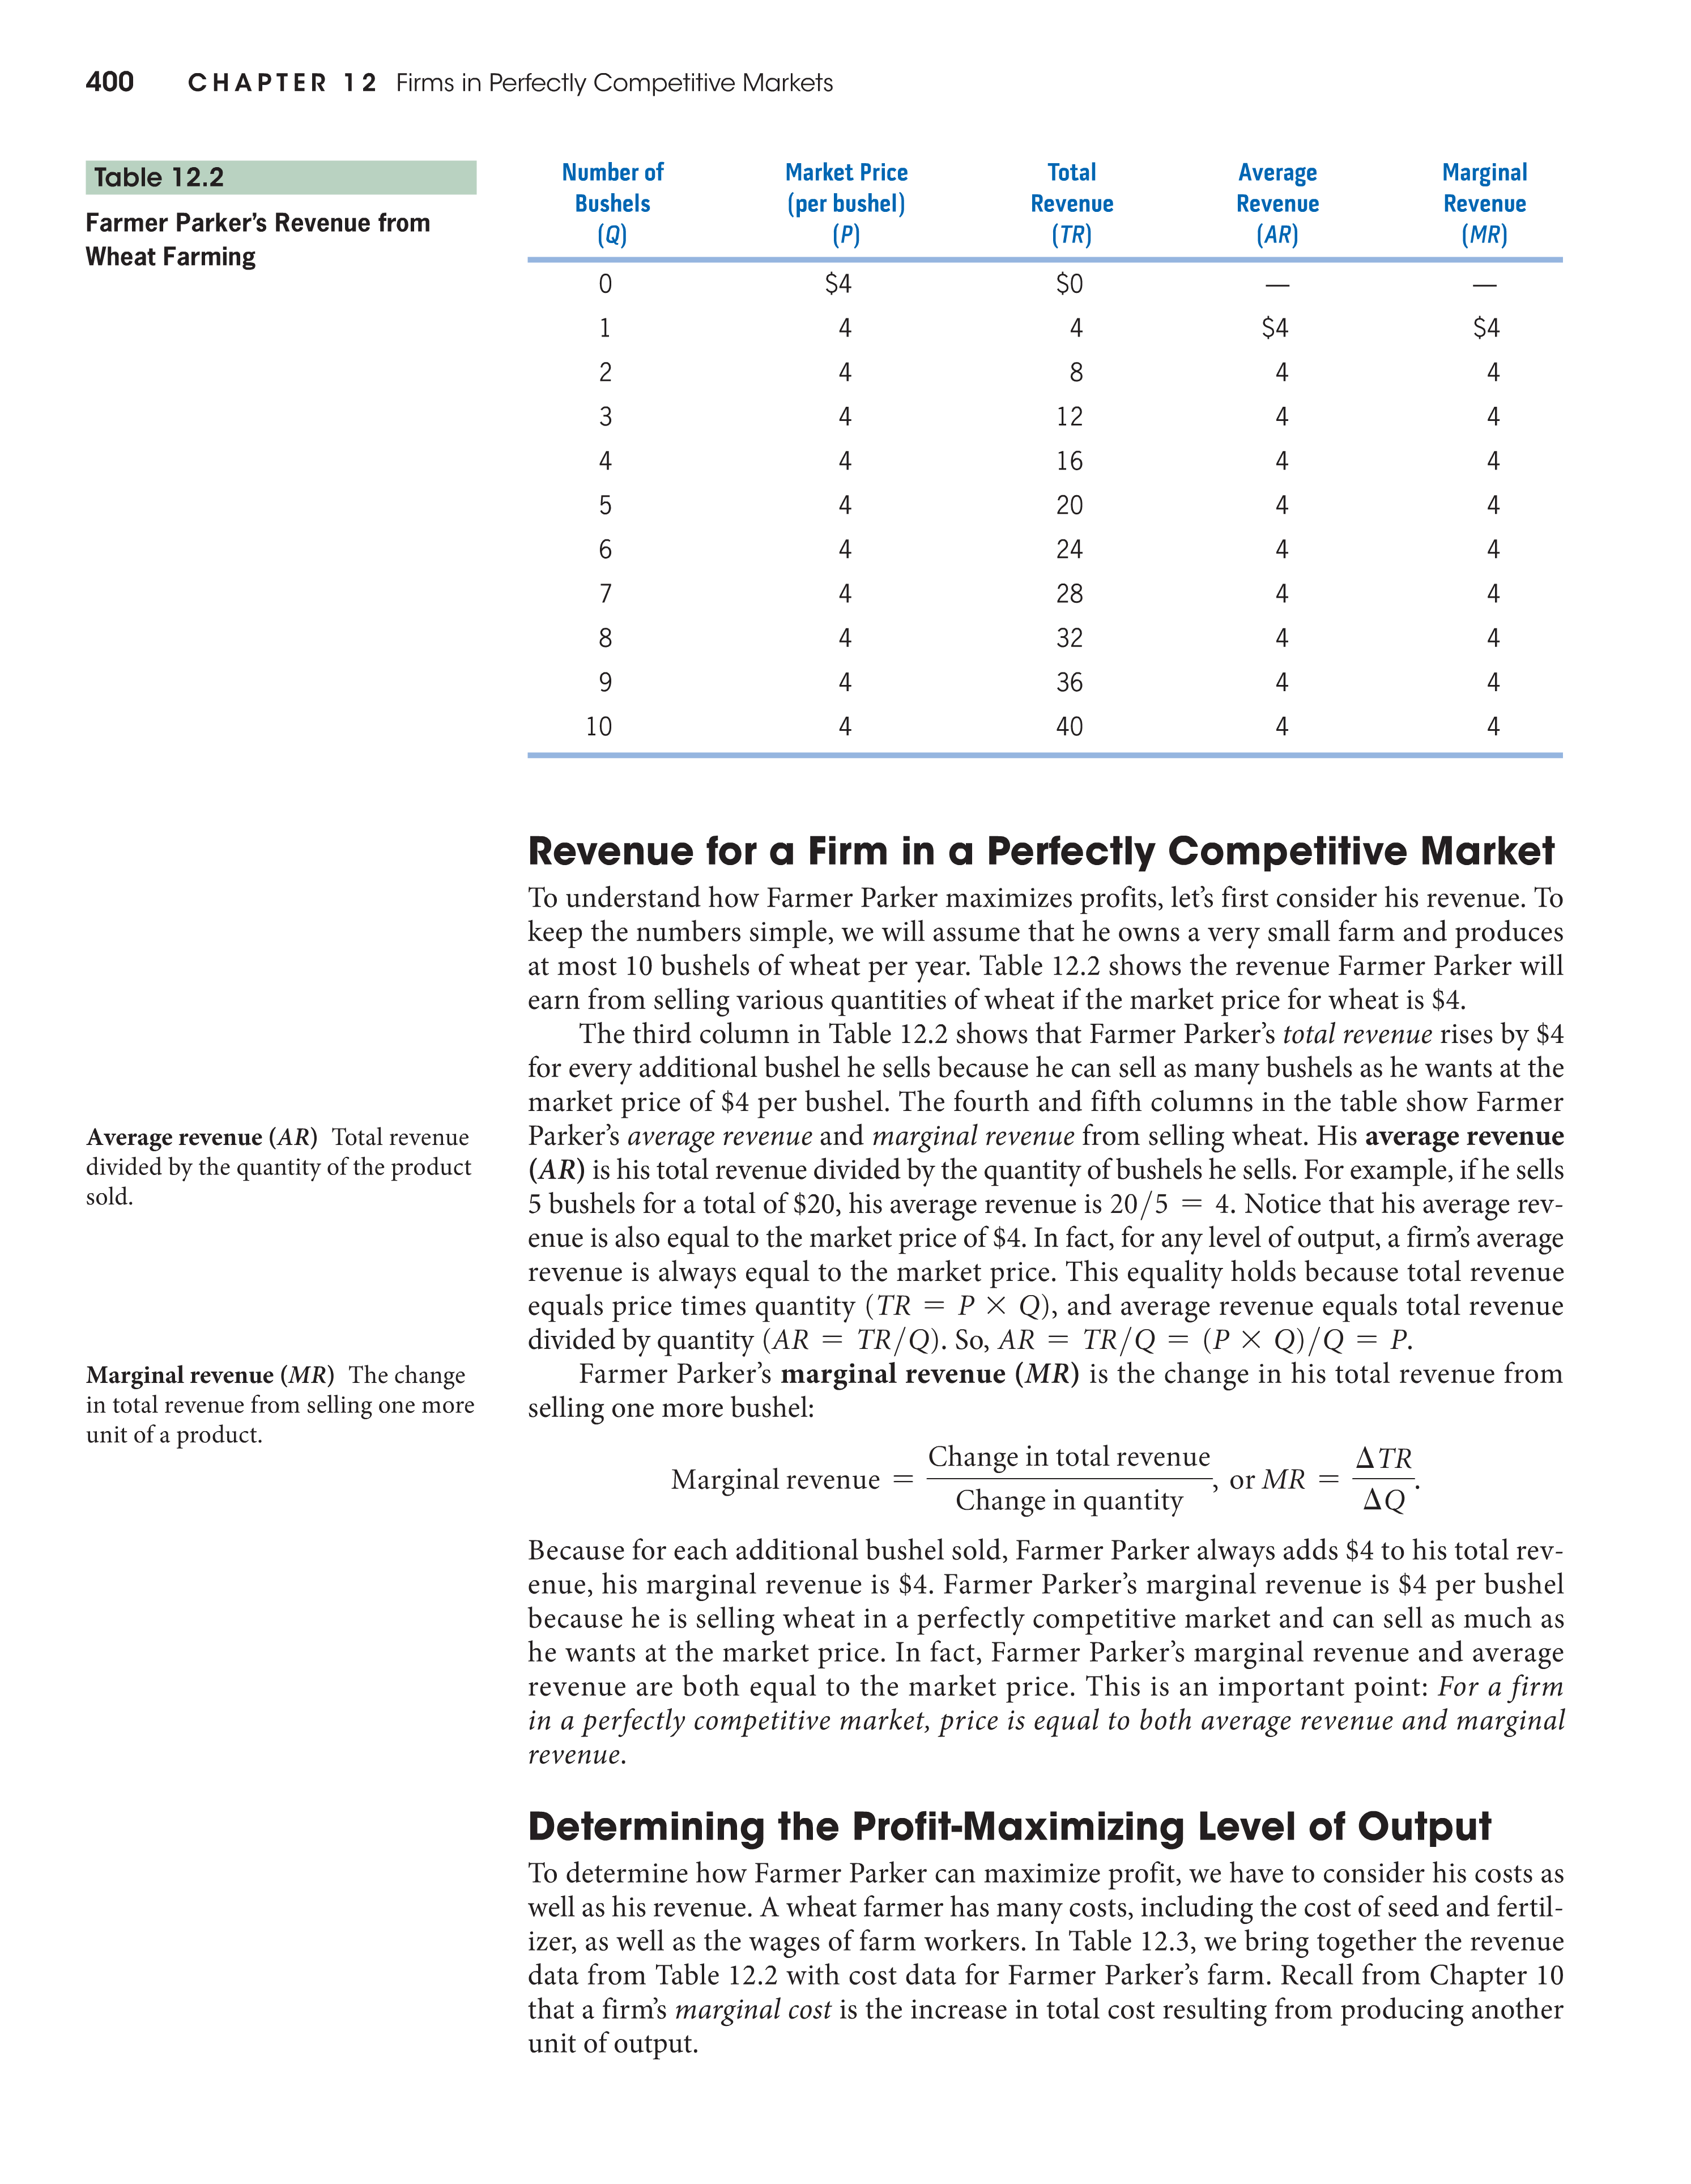 400 CHAPTER 12 Firms in Perfectly Competitive Markets
Table 12.2
Farmer Parker’s Revenue from
Wheat Farming
Number of Bushels (Q) Market Price (per bushel) (P) Total Revenue (TR) Average Revenue (AR) Marginal Revenue (MR)
0 $4 $0 — —
1 4 4 $4 $4
2 4 8 4 4
3 4 12 4 4
4 4 16 4 4
5 4 20 4 4
6 4 24 4 4
7 4 28 4 4
8 4 32 4 4
9 4 36 4 4
10 4 40 4 4
Revenue for a Firm in a Perfectly Competitive Market
To understand how Farmer Parker maximizes profits, let’s first consider his revenue. To
keep the numbers simple, we will assume that he owns a very small farm and produces
at most 10 bushels of wheat per year. Table 12.2 shows the revenue Farmer Parker will
earn from selling various quantities of wheat if the market price for wheat is $4.
The third column in Table 12.2 shows that Farmer Parker’s total revenue rises by $4
for every additional bushel he sells because he can sell as many bushels as he wants at the
market price of $4 per bushel. The fourth and fifth columns in the table show Farmer
Parker’s average revenue and marginal revenue from selling wheat. His average revenue
(AR) is his total revenue divided by the quantity of bushels he sells. For example, if he sells
5 bushels for a total of $20, his average revenue is 20/5 = 4. Notice that his average rev-
enue is also equal to the market price of $4. In fact, for any level of output, a firm’s average
revenue is always equal to the market price. This equality holds because total revenue
equals price times quantity (TR = P × Q), and average revenue equals total revenue
divided by quantity (AR = TR/Q). So, AR = TR/Q = (P × Q)/Q = P.
Average revenue (AR) Total revenue
divided by the quantity of the product
sold.
Farmer Parker’s marginal revenue (MR) is the change in his total revenue from
selling one more bushel:
Marginal revenue (MR) The change
in total revenue from selling one more
unit of a product.
Marginal revenue = Change in total revenue / Change in quantity, or MR = ΔTR / ΔQ.
Because for each additional bushel sold, Farmer Parker always adds $4 to his total rev-
enue, his marginal revenue is $4. Farmer Parker’s marginal revenue is $4 per bushel
because he is selling wheat in a perfectly competitive market and can sell as much as
he wants at the market price. In fact, Farmer Parker’s marginal revenue and average
revenue are both equal to the market price. This is an important point: For a firm
in a perfectly competitive market, price is equal to both average revenue and marginal
revenue.
Determining the Profit-Maximizing Level of Output
To determine how Farmer Parker can maximize profit, we have to consider his costs as
well as his revenue. A wheat farmer has many costs, including the cost of seed and fertil-
izer, as well as the wages of farm workers. In Table 12.3, we bring together the revenue
data from Table 12.2 with cost data for Farmer Parker’s farm. Recall from Chapter 10
that a firm’s marginal cost is the increase in total cost resulting from producing another
unit of output.